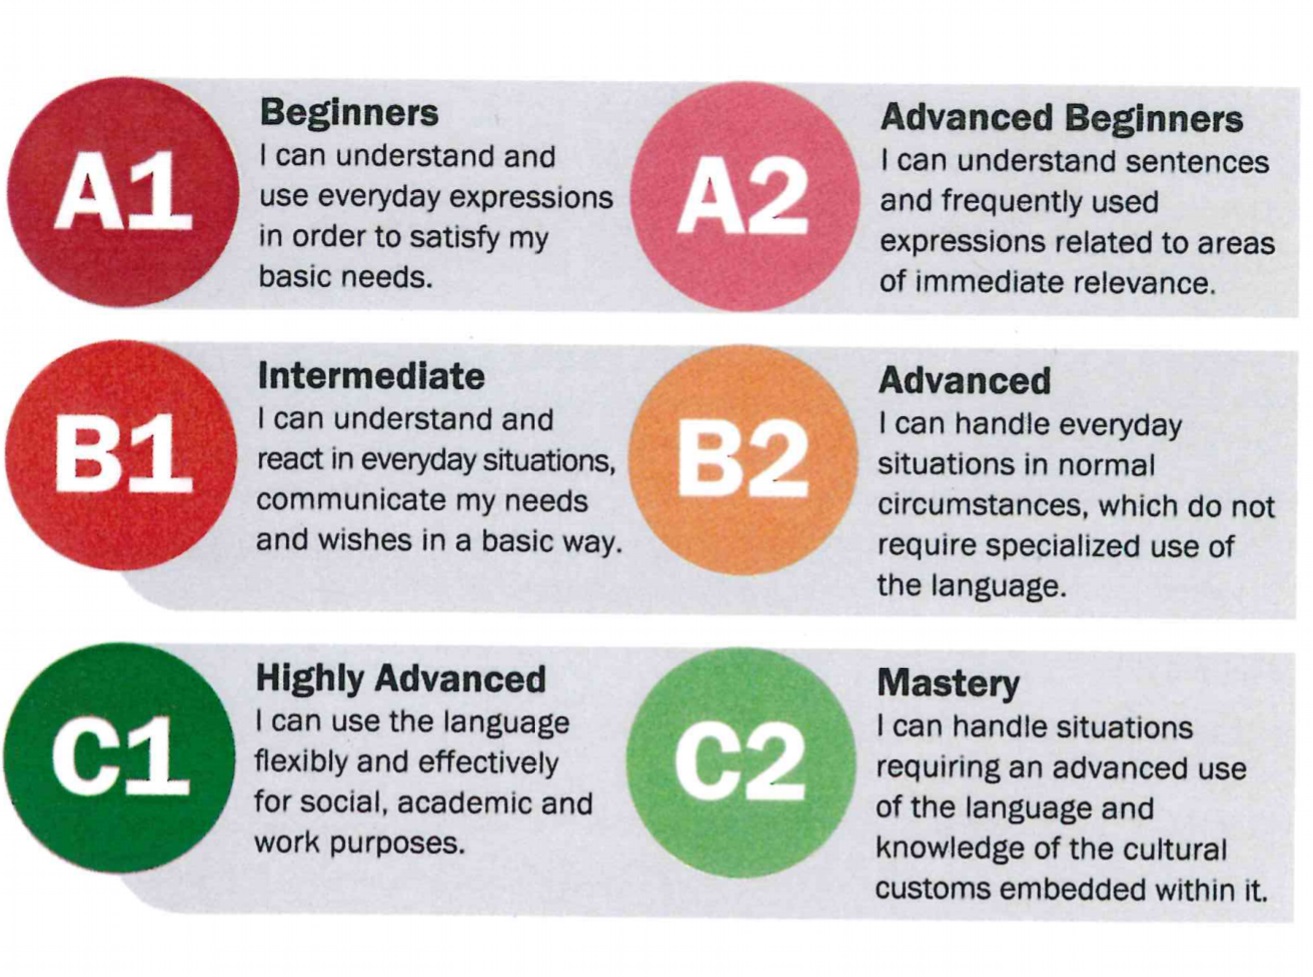 A1
Beginners
I can understand and
use everyday expressions
in order to satisfy my
basic needs.
A2
Advanced Beginners
I can understand sentences
and frequently used
expressions related to areas
of immediate relevance.
B1
Intermediate
I can understand and
react in everyday situations,
communicate my needs
and wishes in a basic way.
B2
Advanced
I can handle everyday
situations in normal
circumstances, which do not
require specialized use of
the language.
C1
Highly Advanced
I can use the language
flexibly and effectively
for social, academic and
work purposes.
C2
Mastery
I can handle situations
requiring an advanced use
of the language and
knowledge of the cultural
customs embedded within it.